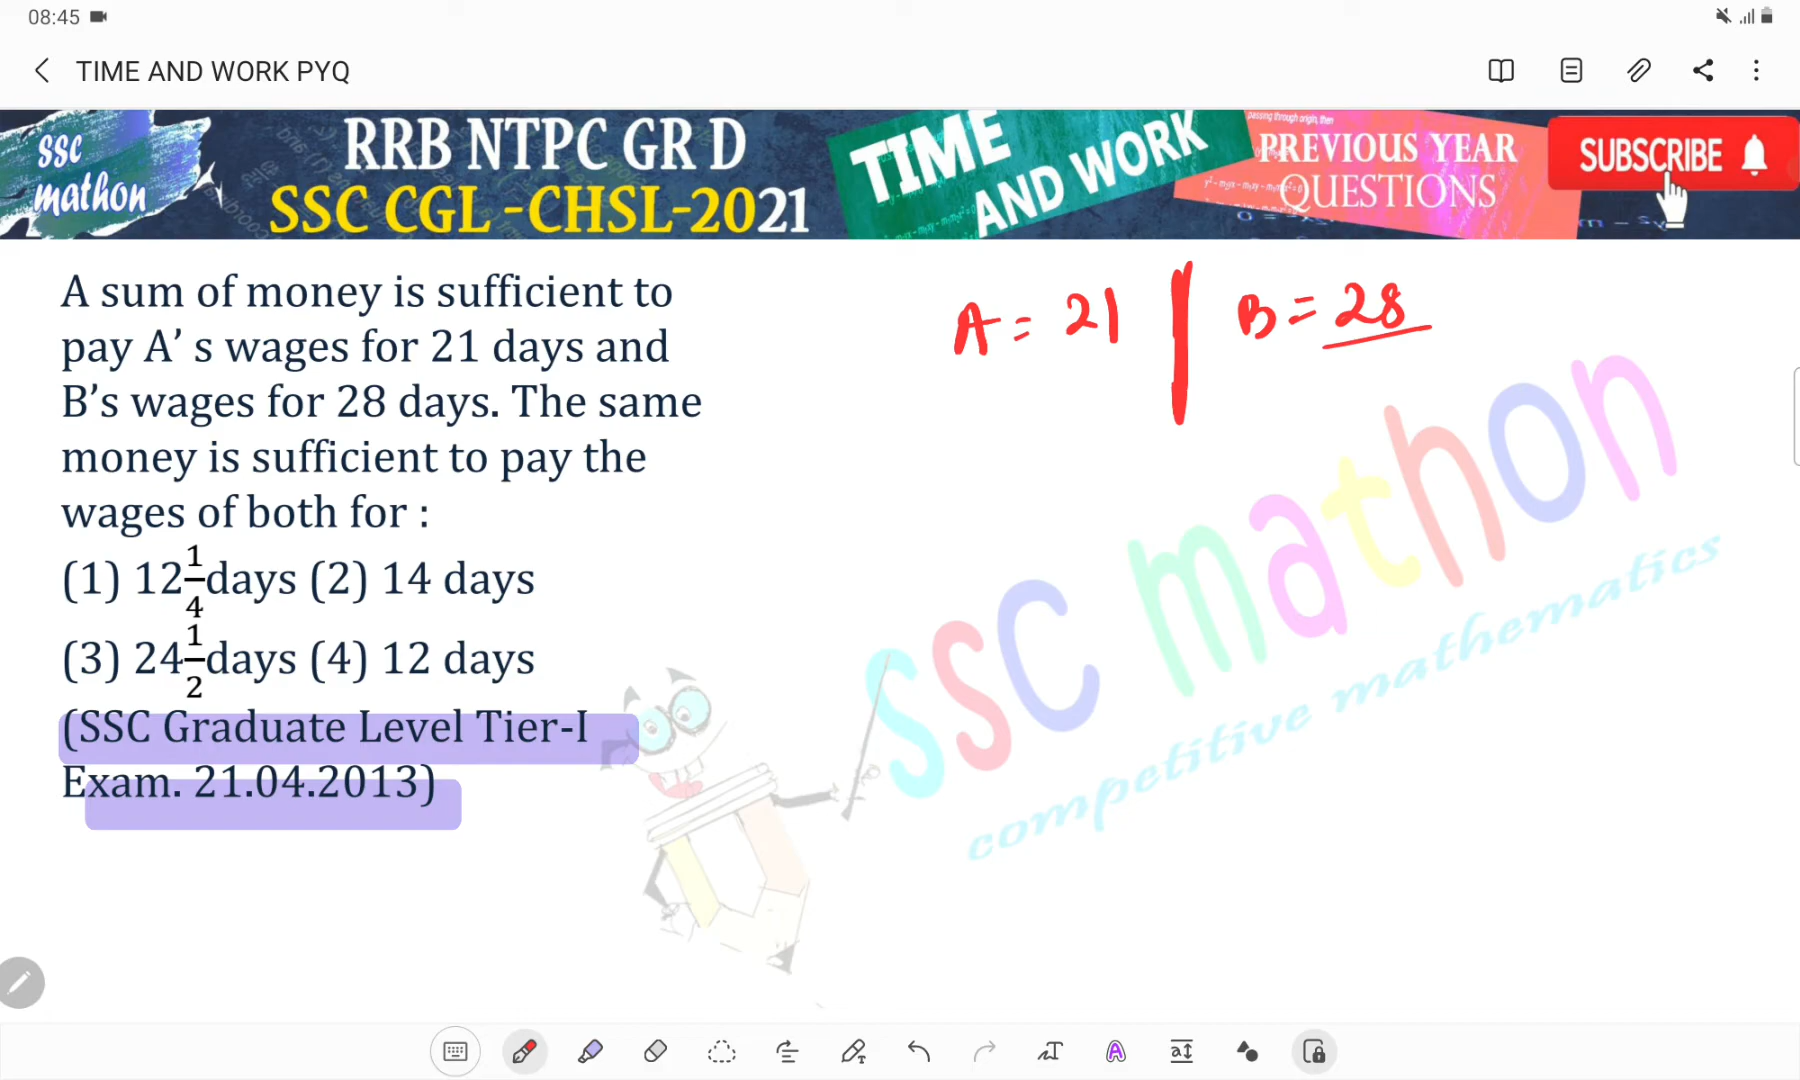 08:45
TIME AND WORK PYQ
SSC
mathon
RRB NTPC GR D
SSC CGL -CHSL-2021
TIME
AND WORK
passing through origin, then
PREVIOUS YEAR
QUESTIONS
SUBSCRIBE
A sum of money is sufficient to
pay A’ s wages for 21 days and
B’s wages for 28 days. The same
money is sufficient to pay the
wages of both for :
(1) 12 1/4 days (2) 14 days
(3) 24 1/2 days (4) 12 days
(SSC Graduate Level Tier-I
Exam. 21.04.2013)
A = 21 | B = 28
SSC mathon
competitive mathematics